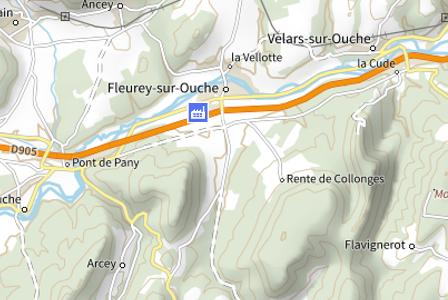 Ancey
Velars-sur-Ouche
la Vellotte
la Cude
Fleurey-sur-Ouche
D905
Pont de Pany
Rente de Collonges
Flavignerot
Arcey